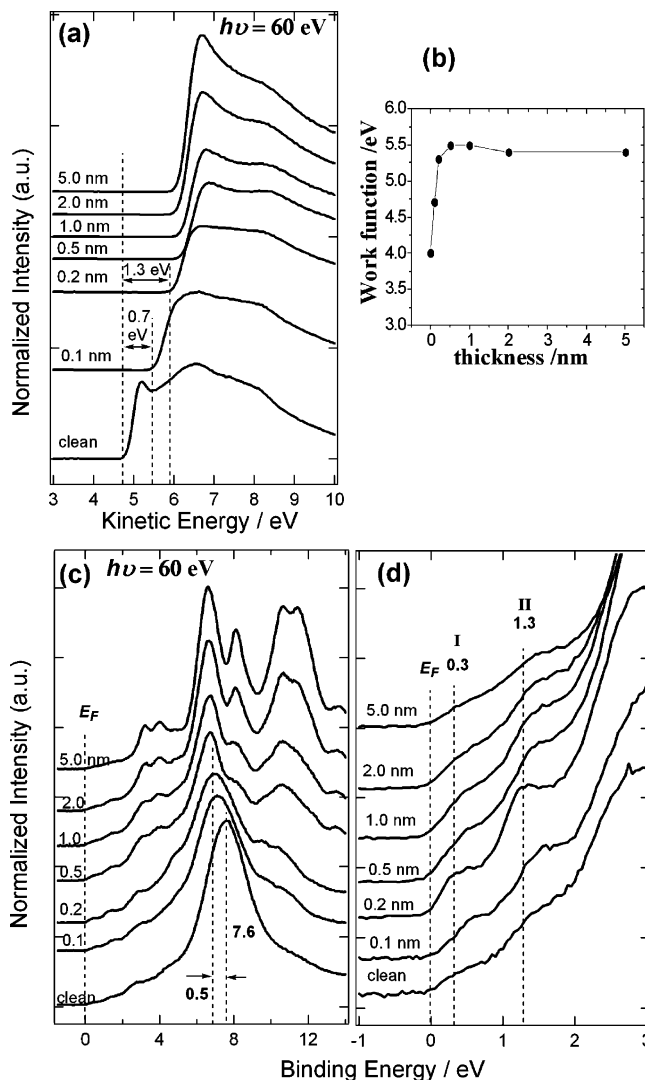 (a)
hυ = 60 eV
Normalized Intensity (a.u.)
5.0 nm
2.0 nm
1.0 nm
0.5 nm
1.3 eV
0.2 nm
0.7
eV
0.1 nm
clean
3 4 5 6 7 8 9 10
Kinetic Energy / eV
(b)
Work function /eV
6.0
5.5
5.0
4.5
4.0
3.5
3.0
0 1 2 3 4 5
thickness /nm
(c)
hυ = 60 eV
Normalized Intensity (a.u.)
E_F
5.0 nm
2.0
1.0
0.5
0.2
0.1
clean
7.6
0.5
0 4 8 12
(d)
II
1.3
I
E_F 0.3
5.0 nm
2.0 nm
1.0 nm
0.5 nm
0.2 nm
0.1 nm
clean
-1 0 1 2 3
Binding Energy / eV